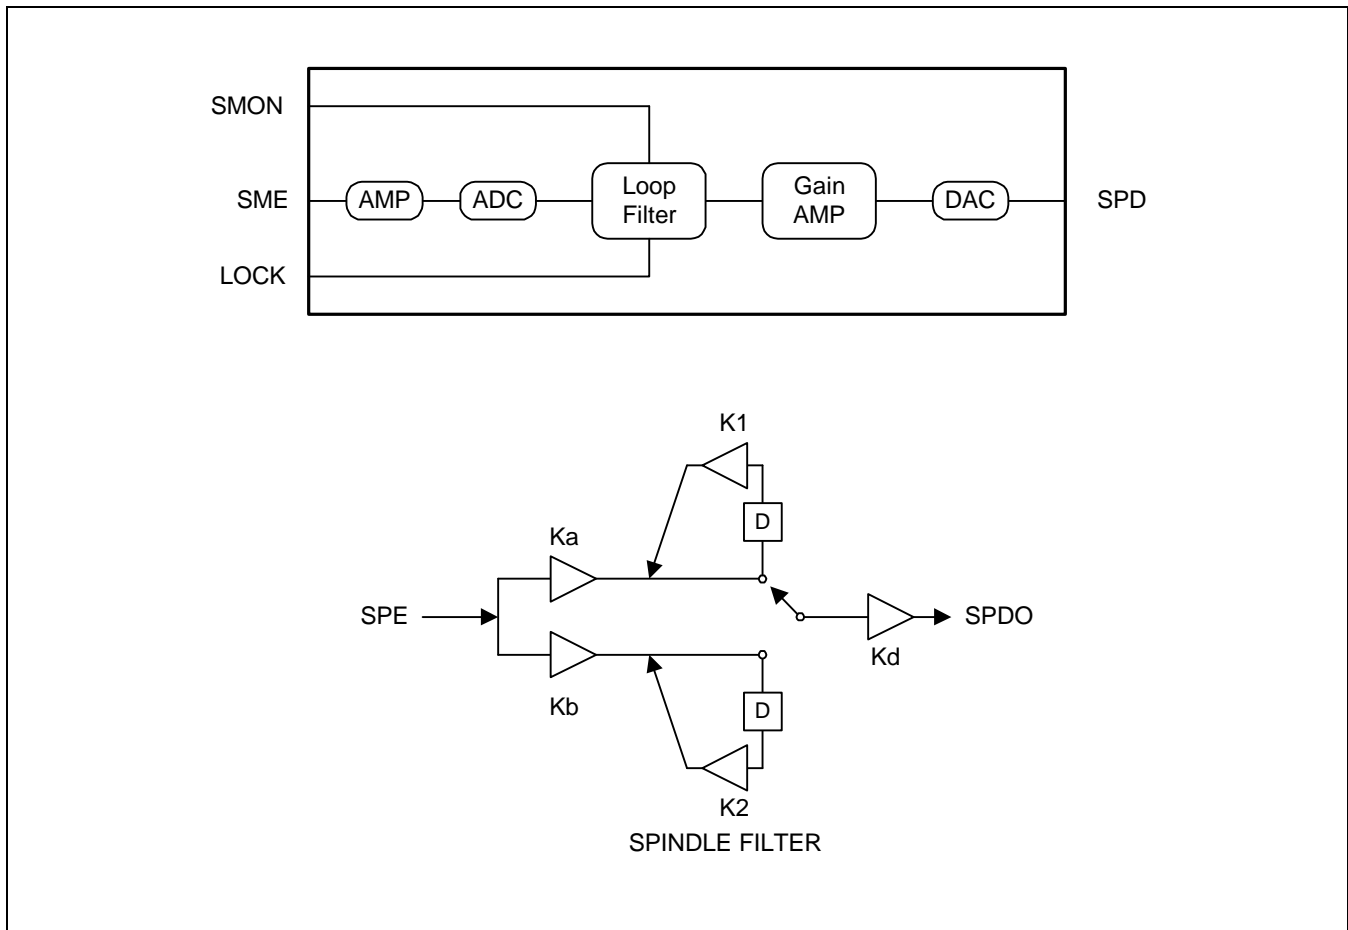 SMON
SME
AMP
ADC
Loop
Filter
Gain
AMP
DAC
SPD
LOCK
K1
D
Ka
SPE
SPDO
Kd
Kb
D
K2
SPINDLE FILTER